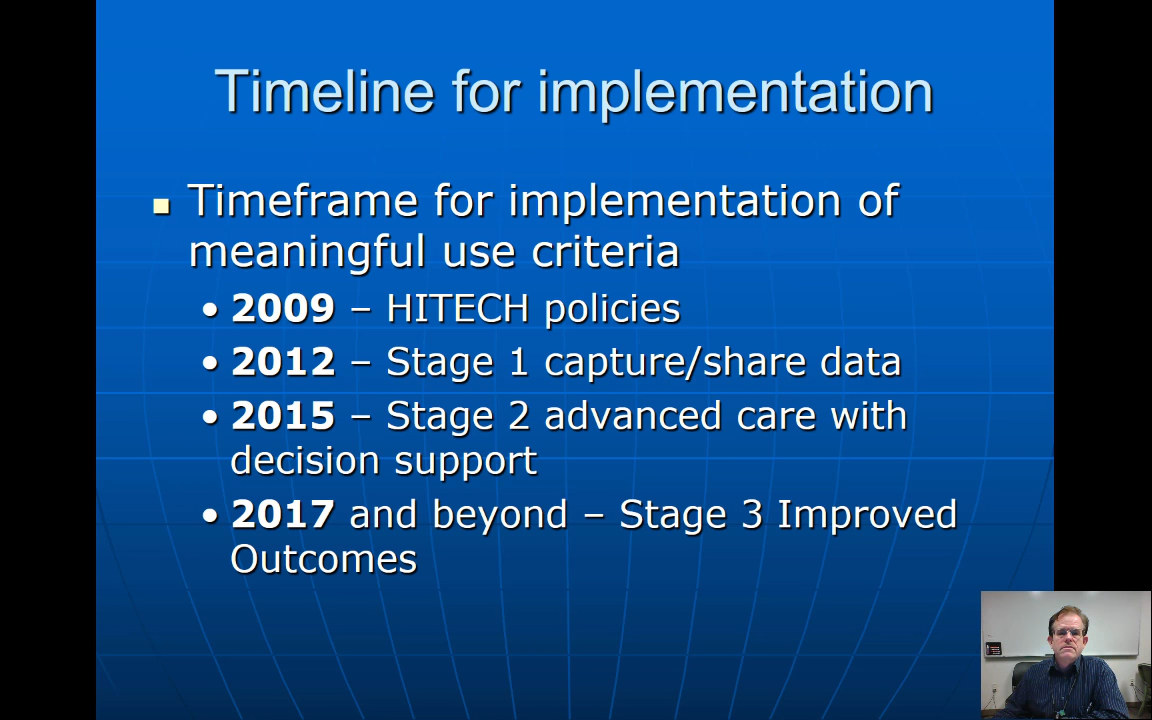 Timeline for implementation
Timeframe for implementation of
meaningful use criteria
2009 – HITECH policies
2012 – Stage 1 capture/share data
2015 – Stage 2 advanced care with
decision support
2017 and beyond – Stage 3 Improved
Outcomes